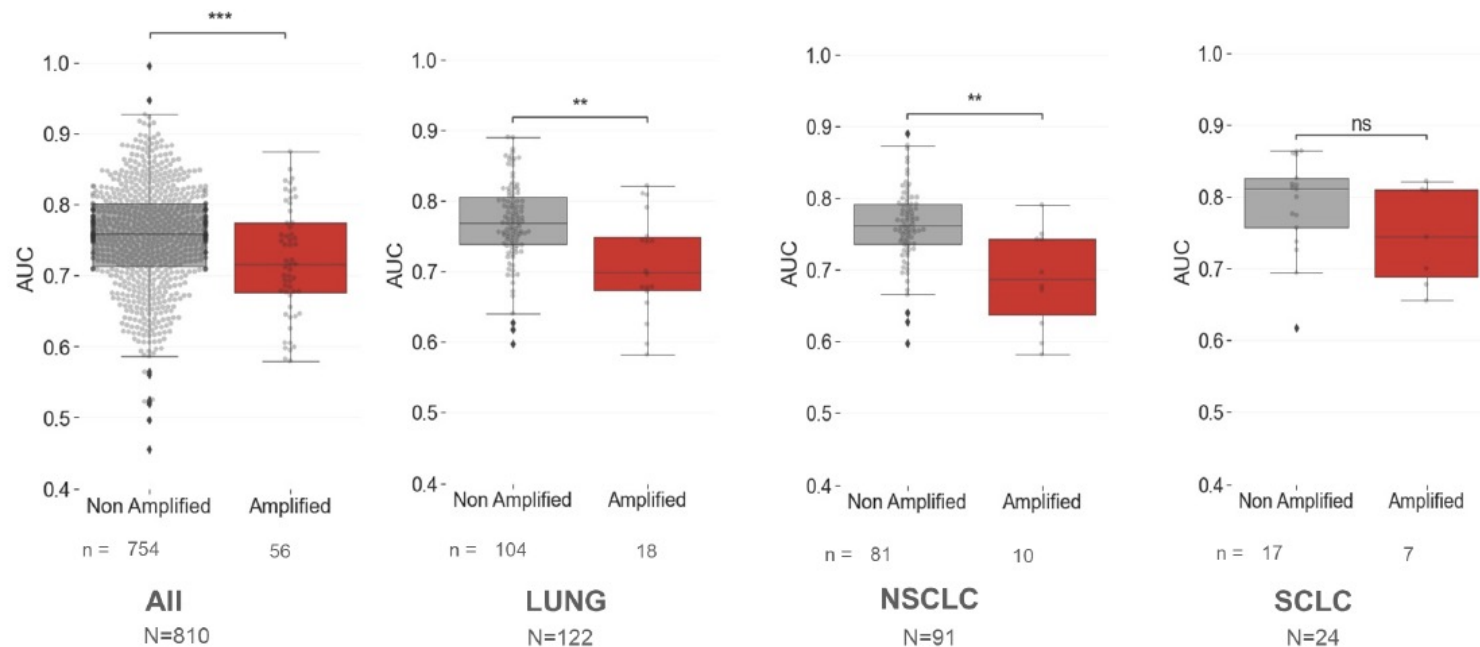 ***
1.0
0.9
0.8
0.7
0.6
0.5
0.4
AUC
Non Amplified Amplified
n = 754 56
All
N=810
**
1.0
0.9
0.8
0.7
0.6
0.5
0.4
AUC
Non Amplified Amplified
n = 104 18
LUNG
N=122
**
1.0
0.9
0.8
0.7
0.6
0.5
0.4
AUC
Non Amplified Amplified
n = 81 10
NSCLC
N=91
ns
1.0
0.9
0.8
0.7
0.6
0.5
0.4
AUC
Non Amplified Amplified
n = 17 7
SCLC
N=24